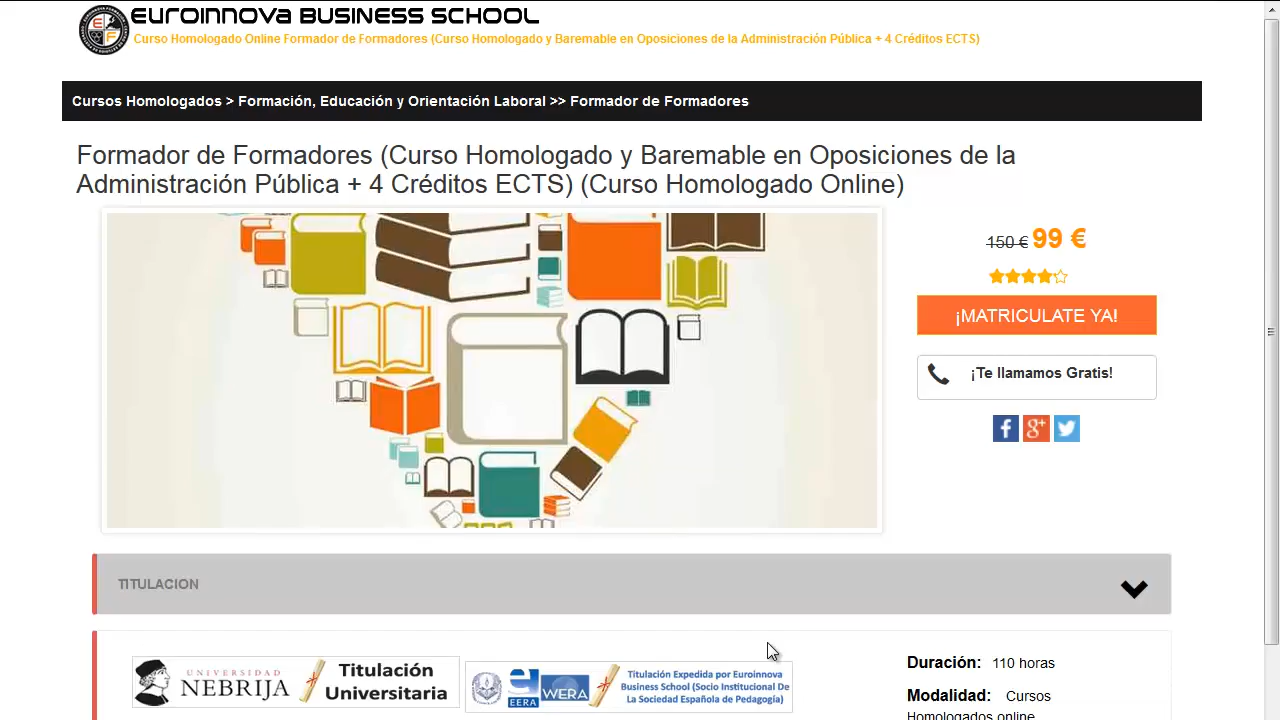 EUROINNOVA BUSINESS SCHOOL
Curso Homologado Online Formador de Formadores (Curso Homologado y Baremable en Oposiciones de la Administración Pública + 4 Créditos ECTS)
Cursos Homologados > Formación, Educación y Orientación Laboral >> Formador de Formadores
Formador de Formadores (Curso Homologado y Baremable en Oposiciones de la
Administración Pública + 4 Créditos ECTS) (Curso Homologado Online)
150 € 99 €
¡MATRICULATE YA!
¡Te llamamos Gratis!
TITULACION
UNIVERSIDAD
NEBRIJA
Titulación
Universitaria
EERA
WERA
Titulación Expedida por Euroinnova
Business School (Socio Institucional De
La Sociedad Española de Pedagogía)
Duración: 110 horas
Modalidad: Cursos
Homologados online